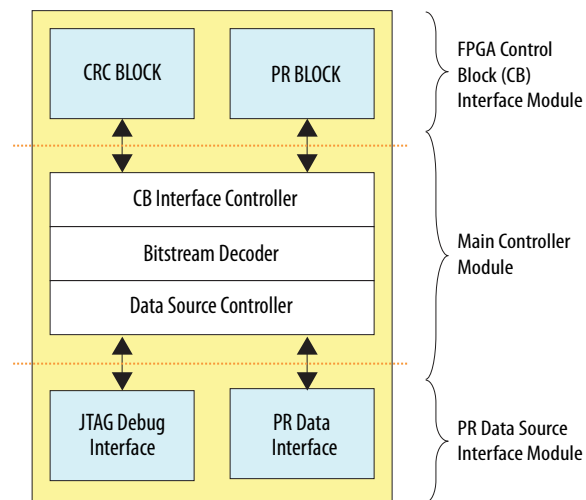 CRC BLOCK
PR BLOCK
FPGA Control
Block (CB)
Interface Module
CB Interface Controller
Bitstream Decoder
Data Source Controller
Main Controller
Module
JTAG Debug
Interface
PR Data
Interface
PR Data Source
Interface Module